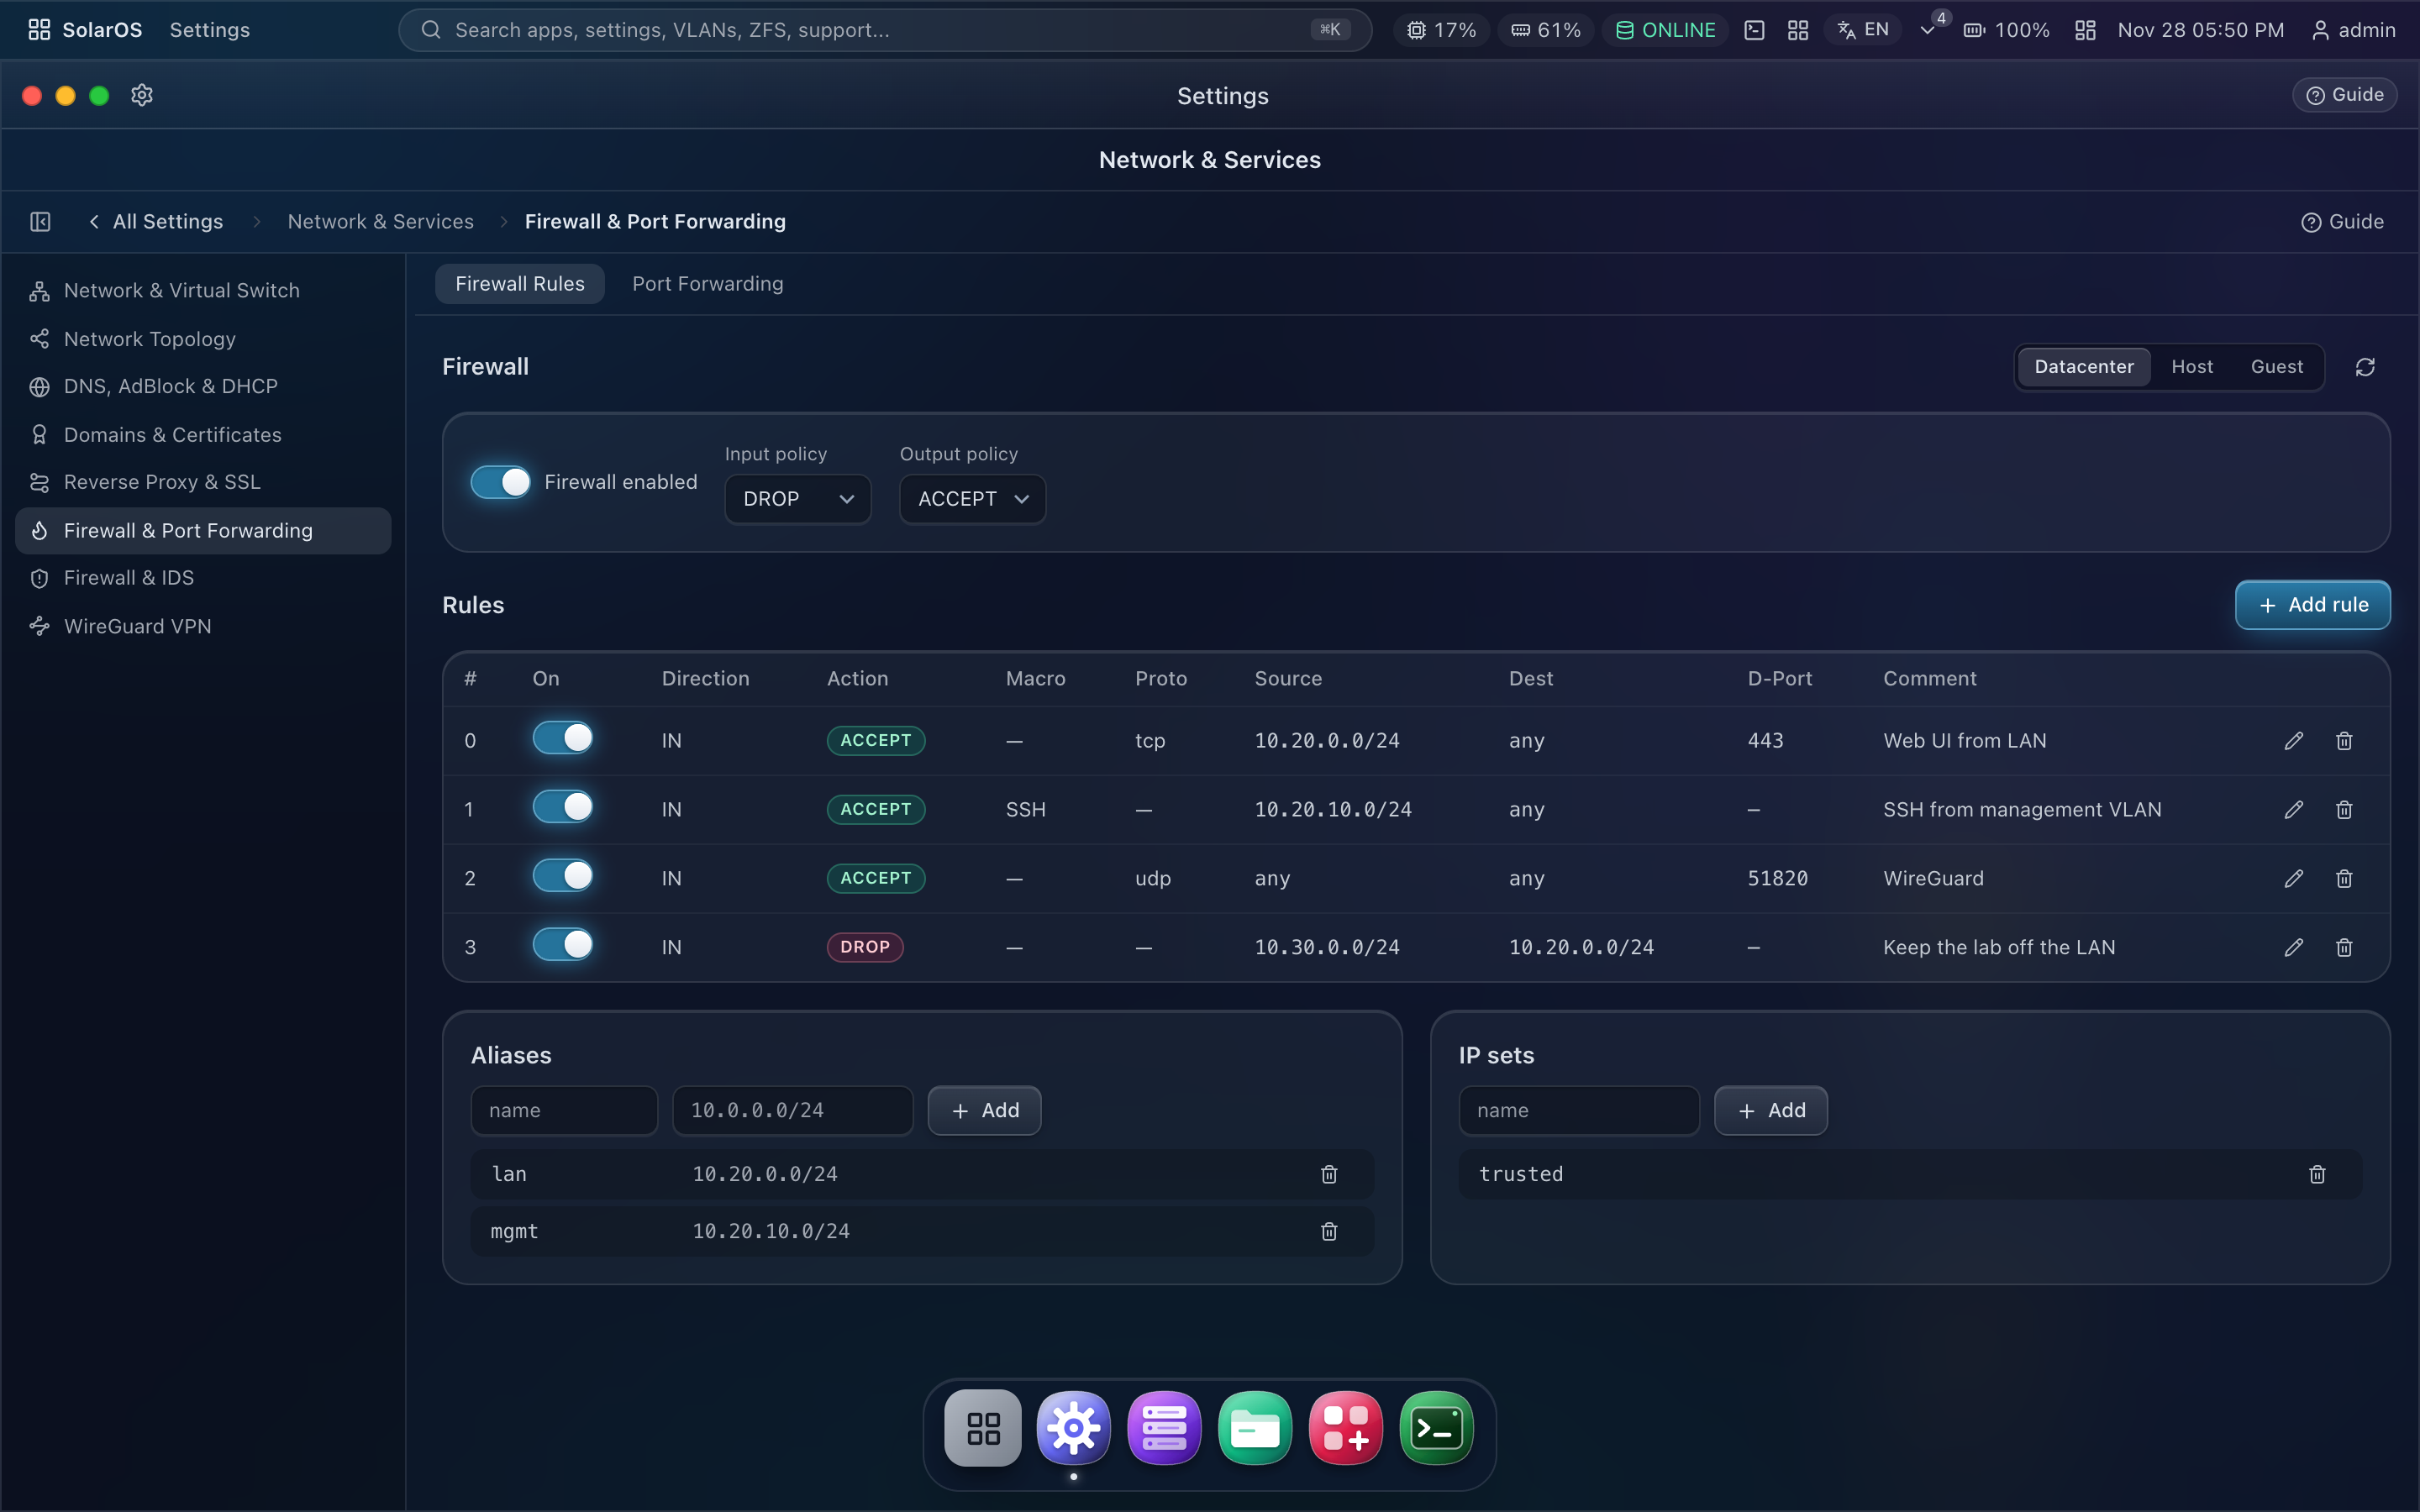 SolarOS Settings Search apps, settings, VLANs, ZFS, support... ⌘K 17% 61% ONLINE EN 4 100% Nov 28 05:50 PM admin
Settings Guide
Network & Services
All Settings Network & Services Firewall & Port Forwarding Guide
Network & Virtual Switch
Network Topology
DNS, AdBlock & DHCP
Domains & Certificates
Reverse Proxy & SSL
Firewall & Port Forwarding
Firewall & IDS
WireGuard VPN
Firewall Rules Port Forwarding
Firewall Datacenter Host Guest
Firewall enabled
Input policy Output policy
DROP ACCEPT
Rules + Add rule
# On Direction Action Macro Proto Source Dest D-Port Comment
0 IN ACCEPT — tcp 10.20.0.0/24 any 443 Web UI from LAN
1 IN ACCEPT SSH — 10.20.10.0/24 any — SSH from management VLAN
2 IN ACCEPT — udp any any 51820 WireGuard
3 IN DROP — — 10.30.0.0/24 10.20.0.0/24 — Keep the lab off the LAN
Aliases
name 10.0.0.0/24 + Add
lan 10.20.0.0/24
mgmt 10.20.10.0/24
IP sets
name + Add
trusted